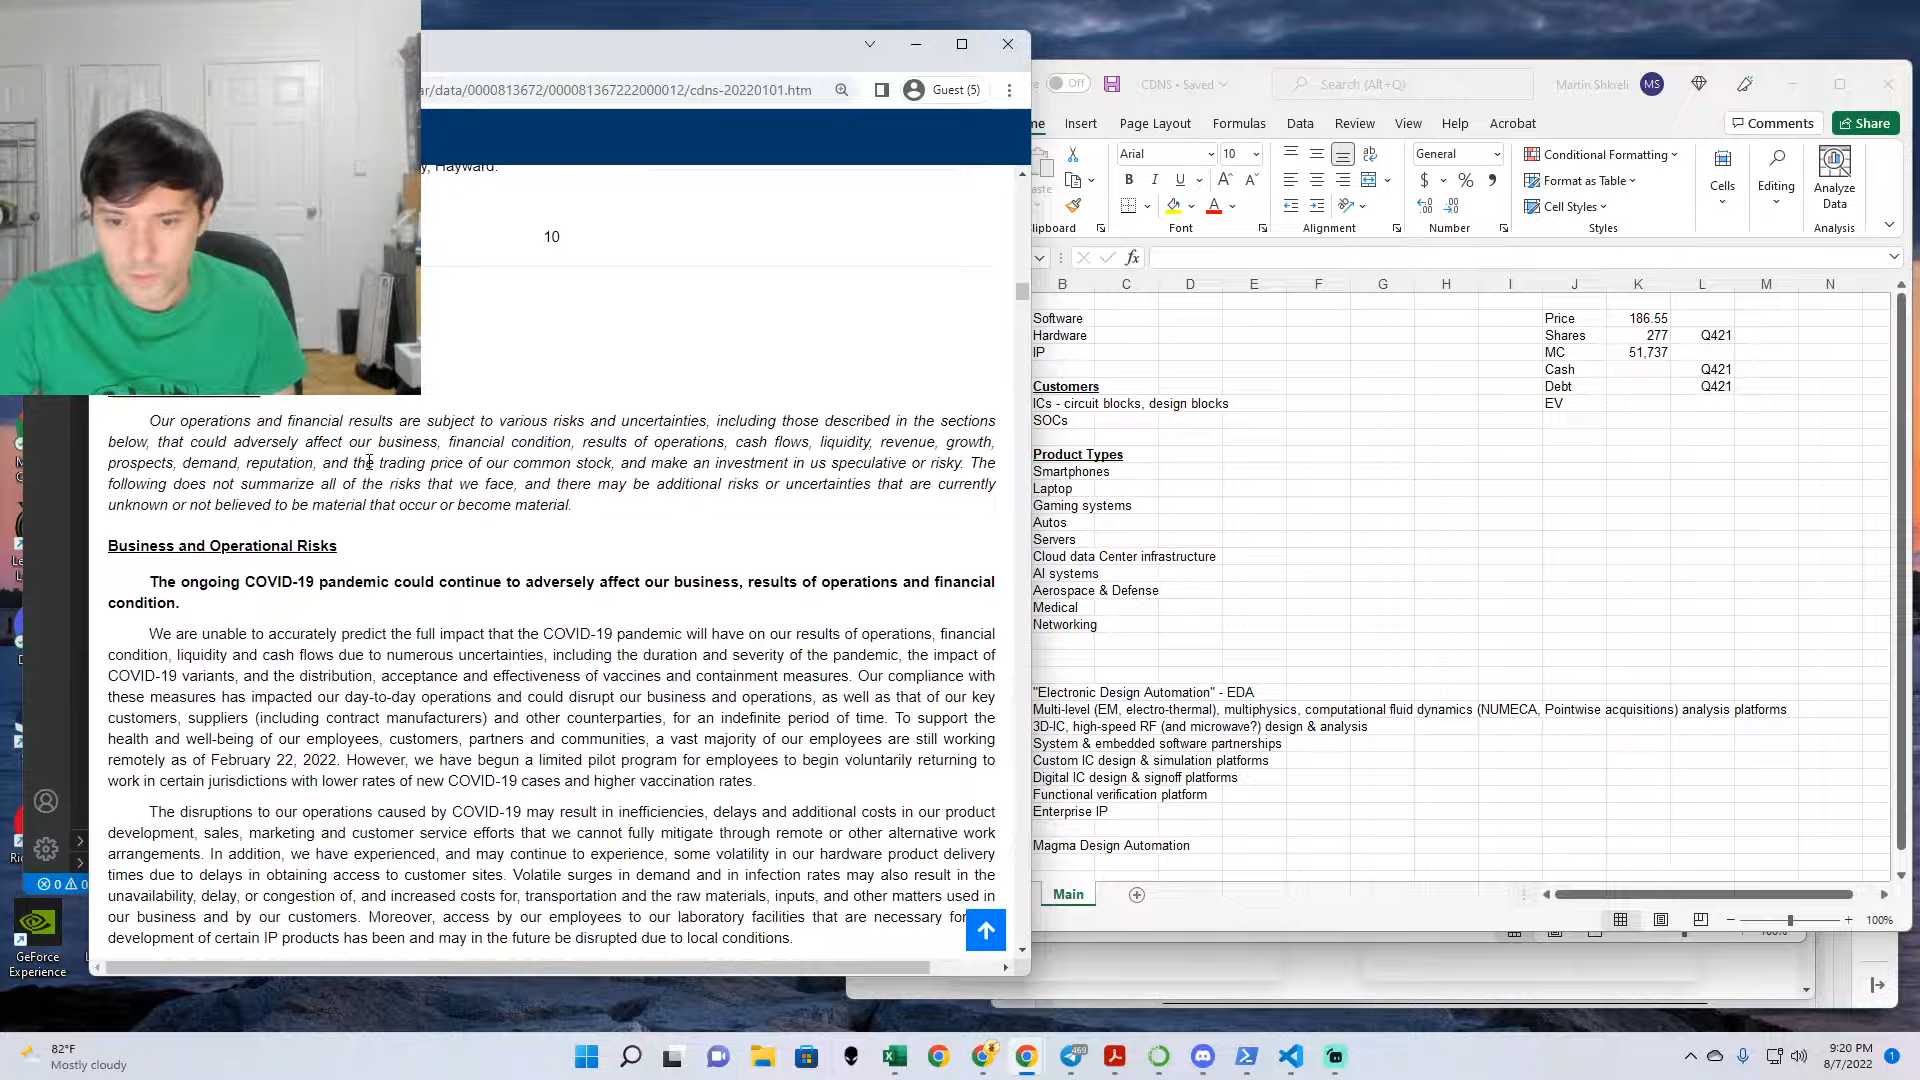 ar/data/0000813672/000081367222000012/cdns-20220101.htm
Guest (5)
y, Hayward.
10
Our operations and financial results are subject to various risks and uncertainties, including those described in the sections
below, that could adversely affect our business, financial condition, results of operations, cash flows, liquidity, revenue, growth,
prospects, demand, reputation, and the trading price of our common stock, and make an investment in us speculative or risky. The
following does not summarize all of the risks that we face, and there may be additional risks or uncertainties that are currently
unknown or not believed to be material that occur or become material.
Business and Operational Risks
The ongoing COVID-19 pandemic could continue to adversely affect our business, results of operations and financial
condition.
We are unable to accurately predict the full impact that the COVID-19 pandemic will have on our results of operations, financial
condition, liquidity and cash flows due to numerous uncertainties, including the duration and severity of the pandemic, the impact of
COVID-19 variants, and the distribution, acceptance and effectiveness of vaccines and containment measures. Our compliance with
these measures has impacted our day-to-day operations and could disrupt our business and operations, as well as that of our key
customers, suppliers (including contract manufacturers) and other counterparties, for an indefinite period of time. To support the
health and well-being of our employees, customers, partners and communities, a vast majority of our employees are still working
remotely as of February 22, 2022. However, we have begun a limited pilot program for employees to begin voluntarily returning to
work in certain jurisdictions with lower rates of new COVID-19 cases and higher vaccination rates.
The disruptions to our operations caused by COVID-19 may result in inefficiencies, delays and additional costs in our product
development, sales, marketing and customer service efforts that we cannot fully mitigate through remote or other alternative work
arrangements. In addition, we have experienced, and may continue to experience, some volatility in our hardware product delivery
times due to delays in obtaining access to customer sites. Volatile surges in demand and in infection rates may also result in the
unavailability, delay, or congestion of, and increased costs for, transportation and the raw materials, inputs, and other matters used in
our business and by our customers. Moreover, access by our employees to our laboratory facilities that are necessary for
development of certain IP products has been and may in the future be disrupted due to local conditions.
Off
CDNS • Saved
Search (Alt+Q)
Martin Shkreli
MS
me Insert Page Layout Formulas Data Review View Help Acrobat
Comments
Share
aste
Arial 10
General
Conditional Formatting
Format as Table
Cell Styles
Cells
Editing
Analyze
Data
lipboard Font Alignment Number Styles Analysis
B C D E F G H I J K L M N
Software
Hardware
IP
Customers
ICs - circuit blocks, design blocks
SOCs
Product Types
Smartphones
Laptop
Gaming systems
Autos
Servers
Cloud data Center infrastructure
AI systems
Aerospace & Defense
Medical
Networking
"Electronic Design Automation" - EDA
Multi-level (EM, electro-thermal), multiphysics, computational fluid dynamics (NUMECA, Pointwise acquisitions) analysis platforms
3D-IC, high-speed RF (and microwave?) design & analysis
System & embedded software partnerships
Custom IC design & simulation platforms
Digital IC design & signoff platforms
Functional verification platform
Enterprise IP
Magma Design Automation
Price 186.55
Shares 277 Q421
MC 51,737
Cash Q421
Debt Q421
EV
Main
100%
0 0
GeForce
Experience
82°F
Mostly cloudy
469
9:20 PM
8/7/2022
1